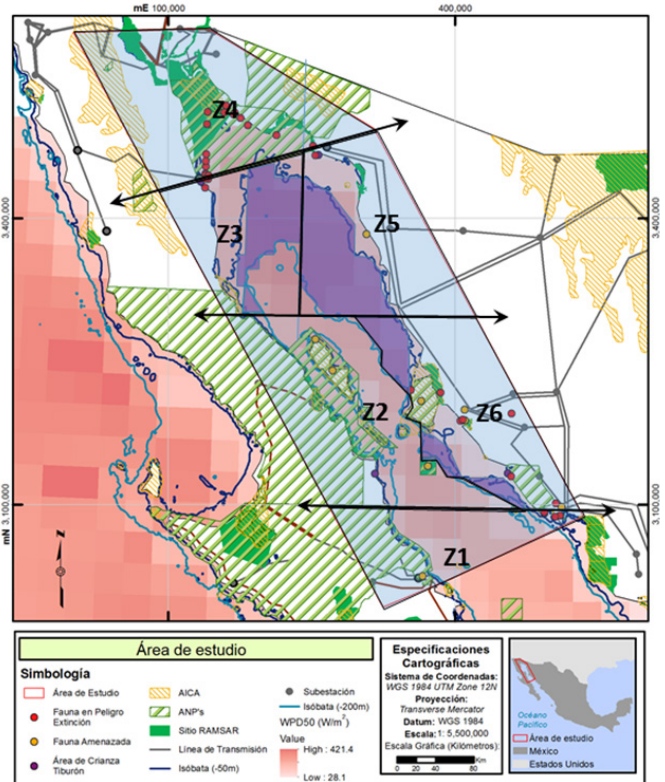 mE 100,000
400,000
Z4
Z5
3,400,000
3,400,000
Z3
Z2
Z6
3,100,000
3,100,000
mN
N
Z1
Área de estudio
Simbología
Área de Estudio
Fauna en Peligro
Extinción
Fauna Amenazada
Área de Crianza
Tiburón
AICA
ANP's
Sitio RAMSAR
Línea de Transmisión
Isóbata (-50m)
Subestación
Isóbata (-200m)
WPD50 (W/m²)
Value
High : 421.4
Low : 28.1
Especificaciones
Cartográficas
Sistema de Coordenadas:
WGS 1984 UTM Zone 12N
Proyección:
Transverse Mercator
Datum: WGS 1984
Escala: 1: 5,500,000
Escala Gráfica (Kilómetros):
0 20 40 80
Km
Océano
Pacífico
Área de estudio
México
Estados Unidos